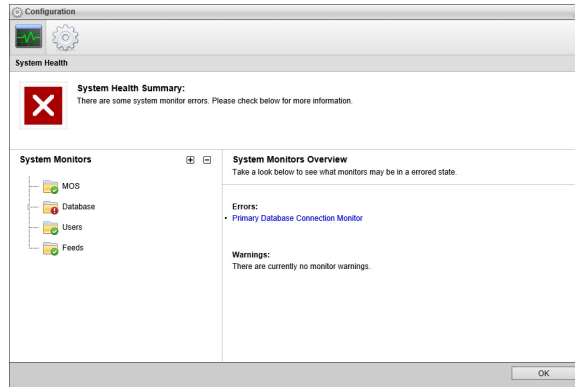 Configuration
System Health
System Health Summary:
There are some system monitor errors. Please check below for more information.
System Monitors
MOS
Database
Users
Feeds
System Monitors Overview
Take a look below to see what monitors may be in a errored state.
Errors:
• Primary Database Connection Monitor
Warnings:
There are currently no monitor warnings.
OK